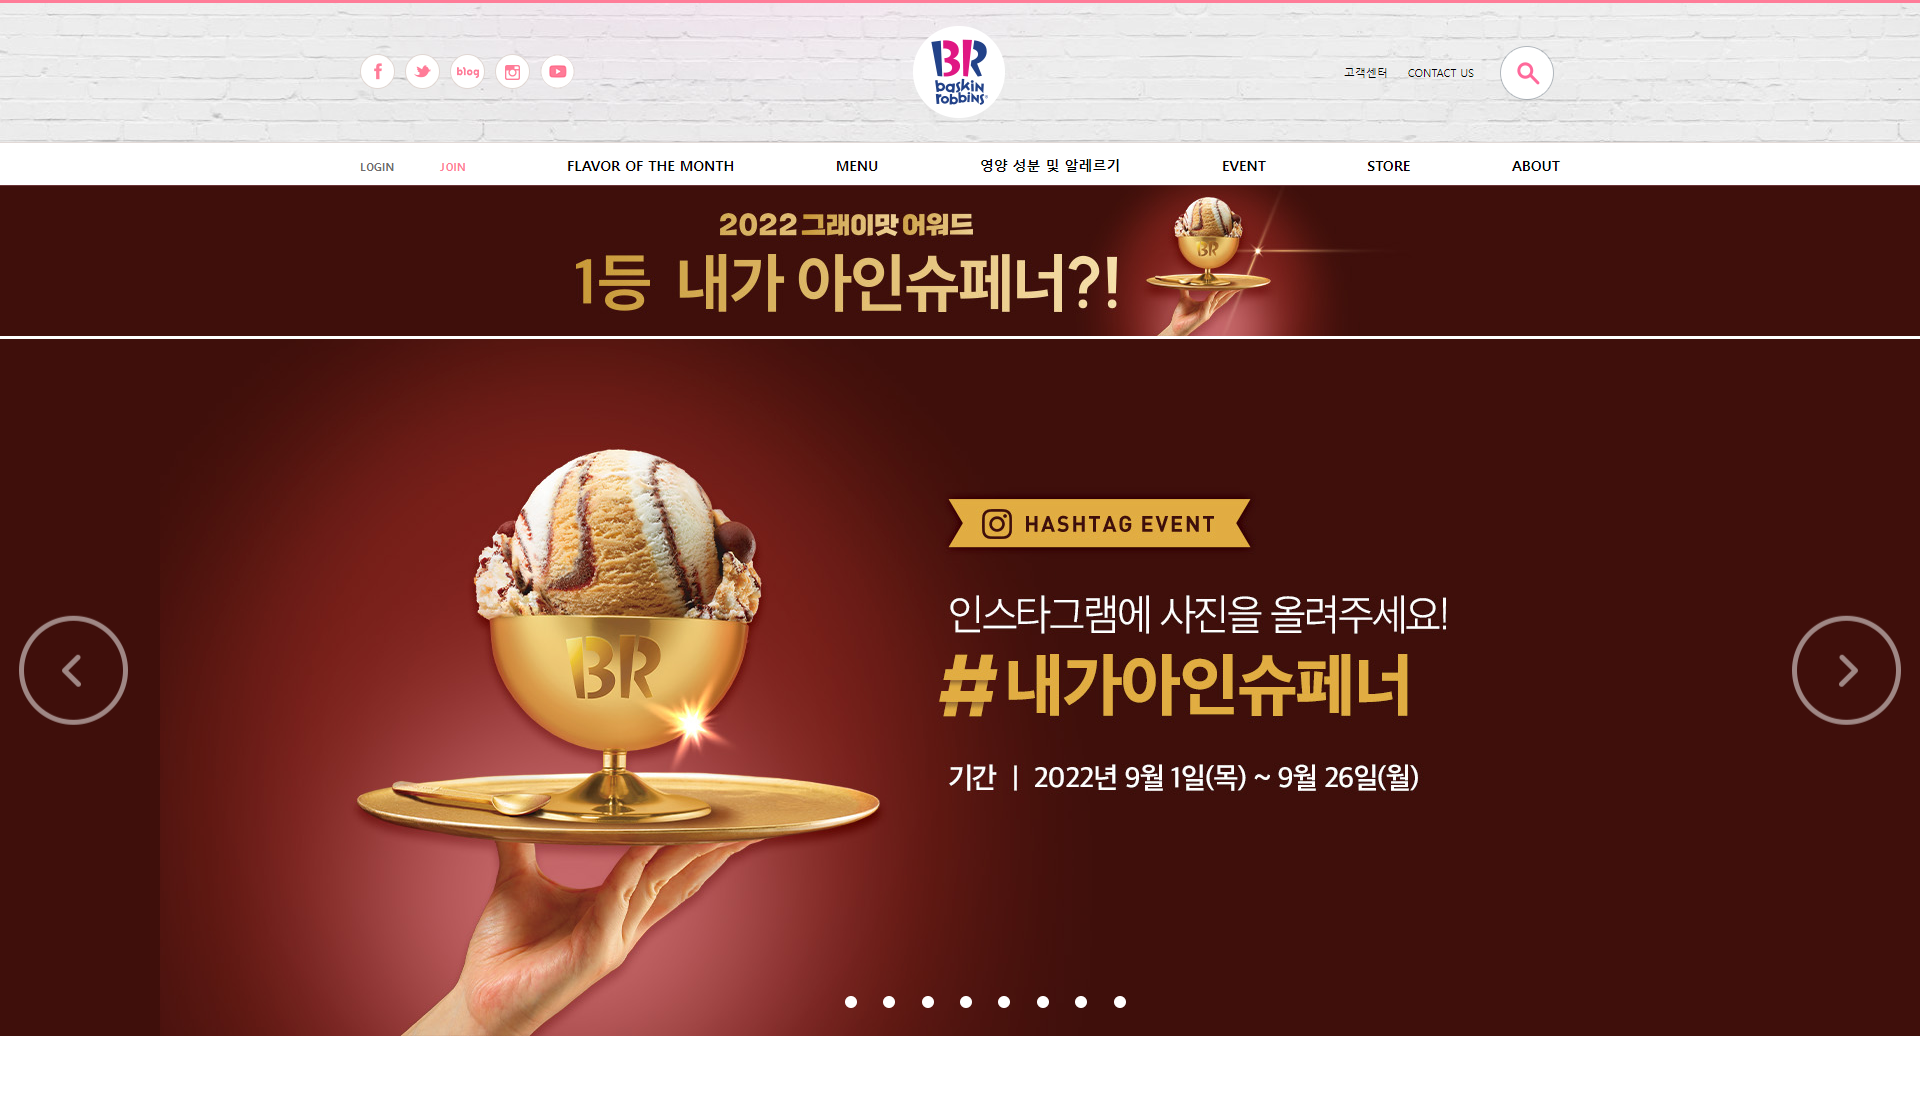 blog
BR
baskin
robbins
고객센터 CONTACT US
LOGIN JOIN FLAVOR OF THE MONTH MENU 영양 성분 및 알레르기 EVENT STORE ABOUT
2022 그래이맛 어워드
1등 내가 아인슈페너?!
BR
HASHTAG EVENT
인스타그램에 사진을 올려주세요!
#내가아인슈페너
기간 | 2022년 9월 1일(목) ~ 9월 26일(월)
BR